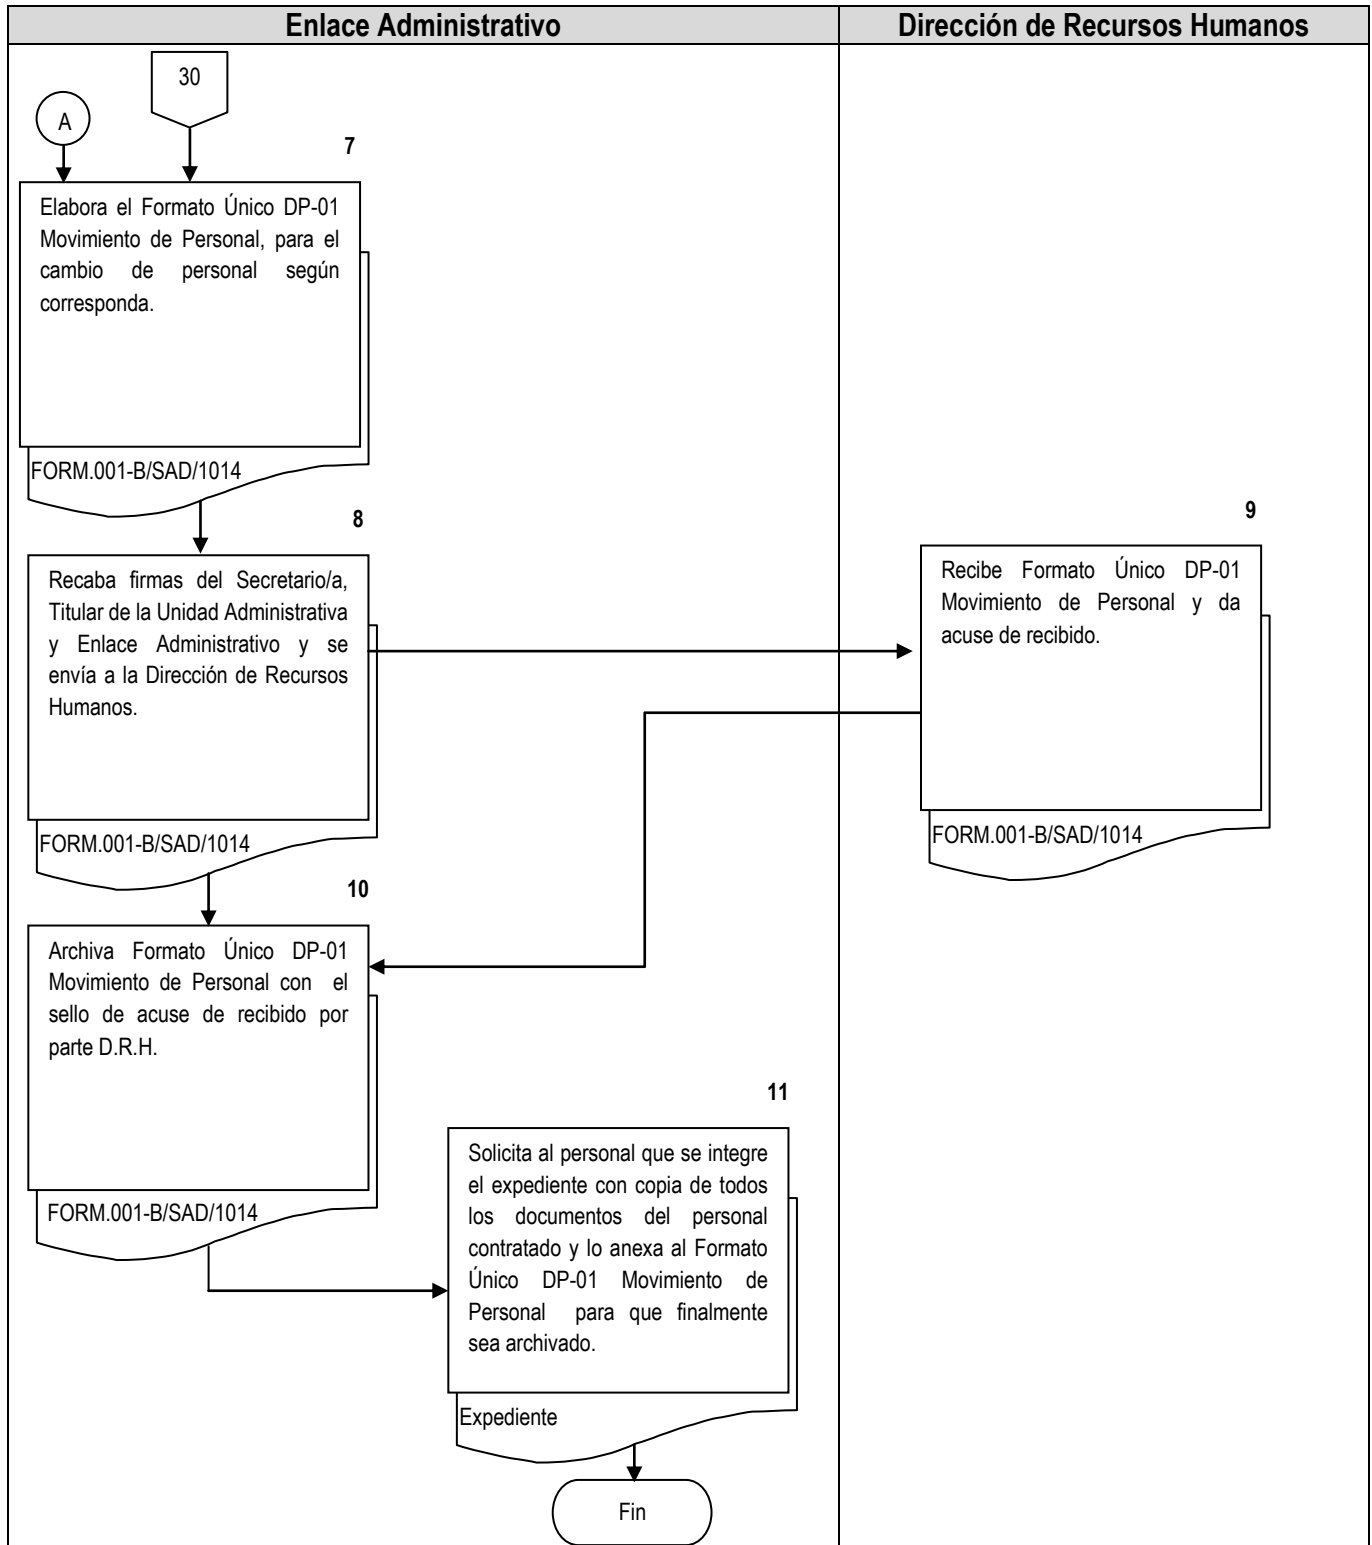 Enlace Administrativo
Dirección de Recursos Humanos
30
A
7
Elabora el Formato Único DP-01
Movimiento de Personal, para el
cambio de personal según
corresponda.
FORM.001-B/SAD/1014
8
Recaba firmas del Secretario/a,
Titular de la Unidad Administrativa
y Enlace Administrativo y se
envía a la Dirección de Recursos
Humanos.
FORM.001-B/SAD/1014
9
Recibe Formato Único DP-01
Movimiento de Personal y da
acuse de recibido.
FORM.001-B/SAD/1014
10
Archiva Formato Único DP-01
Movimiento de Personal con el
sello de acuse de recibido por
parte D.R.H.
FORM.001-B/SAD/1014
11
Solicita al personal que se integre
el expediente con copia de todos
los documentos del personal
contratado y lo anexa al Formato
Único DP-01 Movimiento de
Personal para que finalmente
sea archivado.
Expediente
Fin